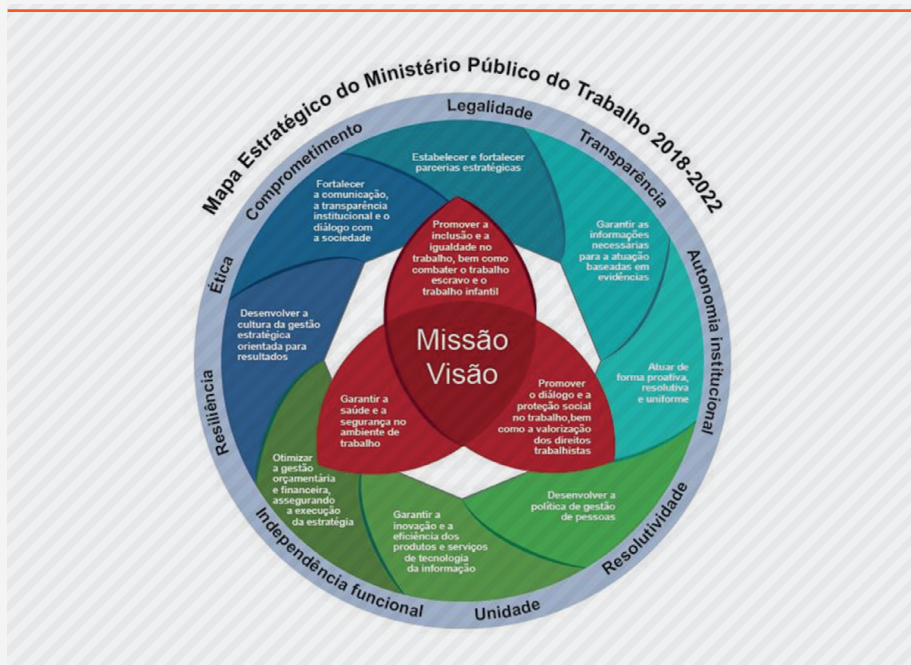 Mapa Estratégico do Ministério Público do Trabalho 2018-2022
Legalidade
Transparência
Autonomia institucional
Resolutividade
Unidade
Independência funcional
Resiliência
Ética
Comprometimento
Estabelecer e fortalecer
parcerias estratégicas
Garantir as
informações
necessárias
para a atuação
baseadas em
evidências
Atuar de
forma proativa,
resolutiva
e uniforme
Desenvolver a
política de gestão
de pessoas
Garantir a
inovação e a
eficiência dos
produtos e serviços
de tecnologia
da informação
Otimizar
a gestão
orçamentária
e financeira,
assegurando
a execução
da estratégia
Desenvolver a
cultura da gestão
estratégica
orientada para
resultados
Fortalecer
a comunicação,
a transparência
institucional e o
diálogo com
a sociedade
Promover a
inclusão e a
igualdade no
trabalho, bem como
combater o trabalho
escravo e o
trabalho infantil
Missão
Visão
Garantir a
saúde e a
segurança no
ambiente de
trabalho
Promover
o diálogo e a
proteção social
no trabalho,bem
como a valorização
dos direitos
trabalhistas